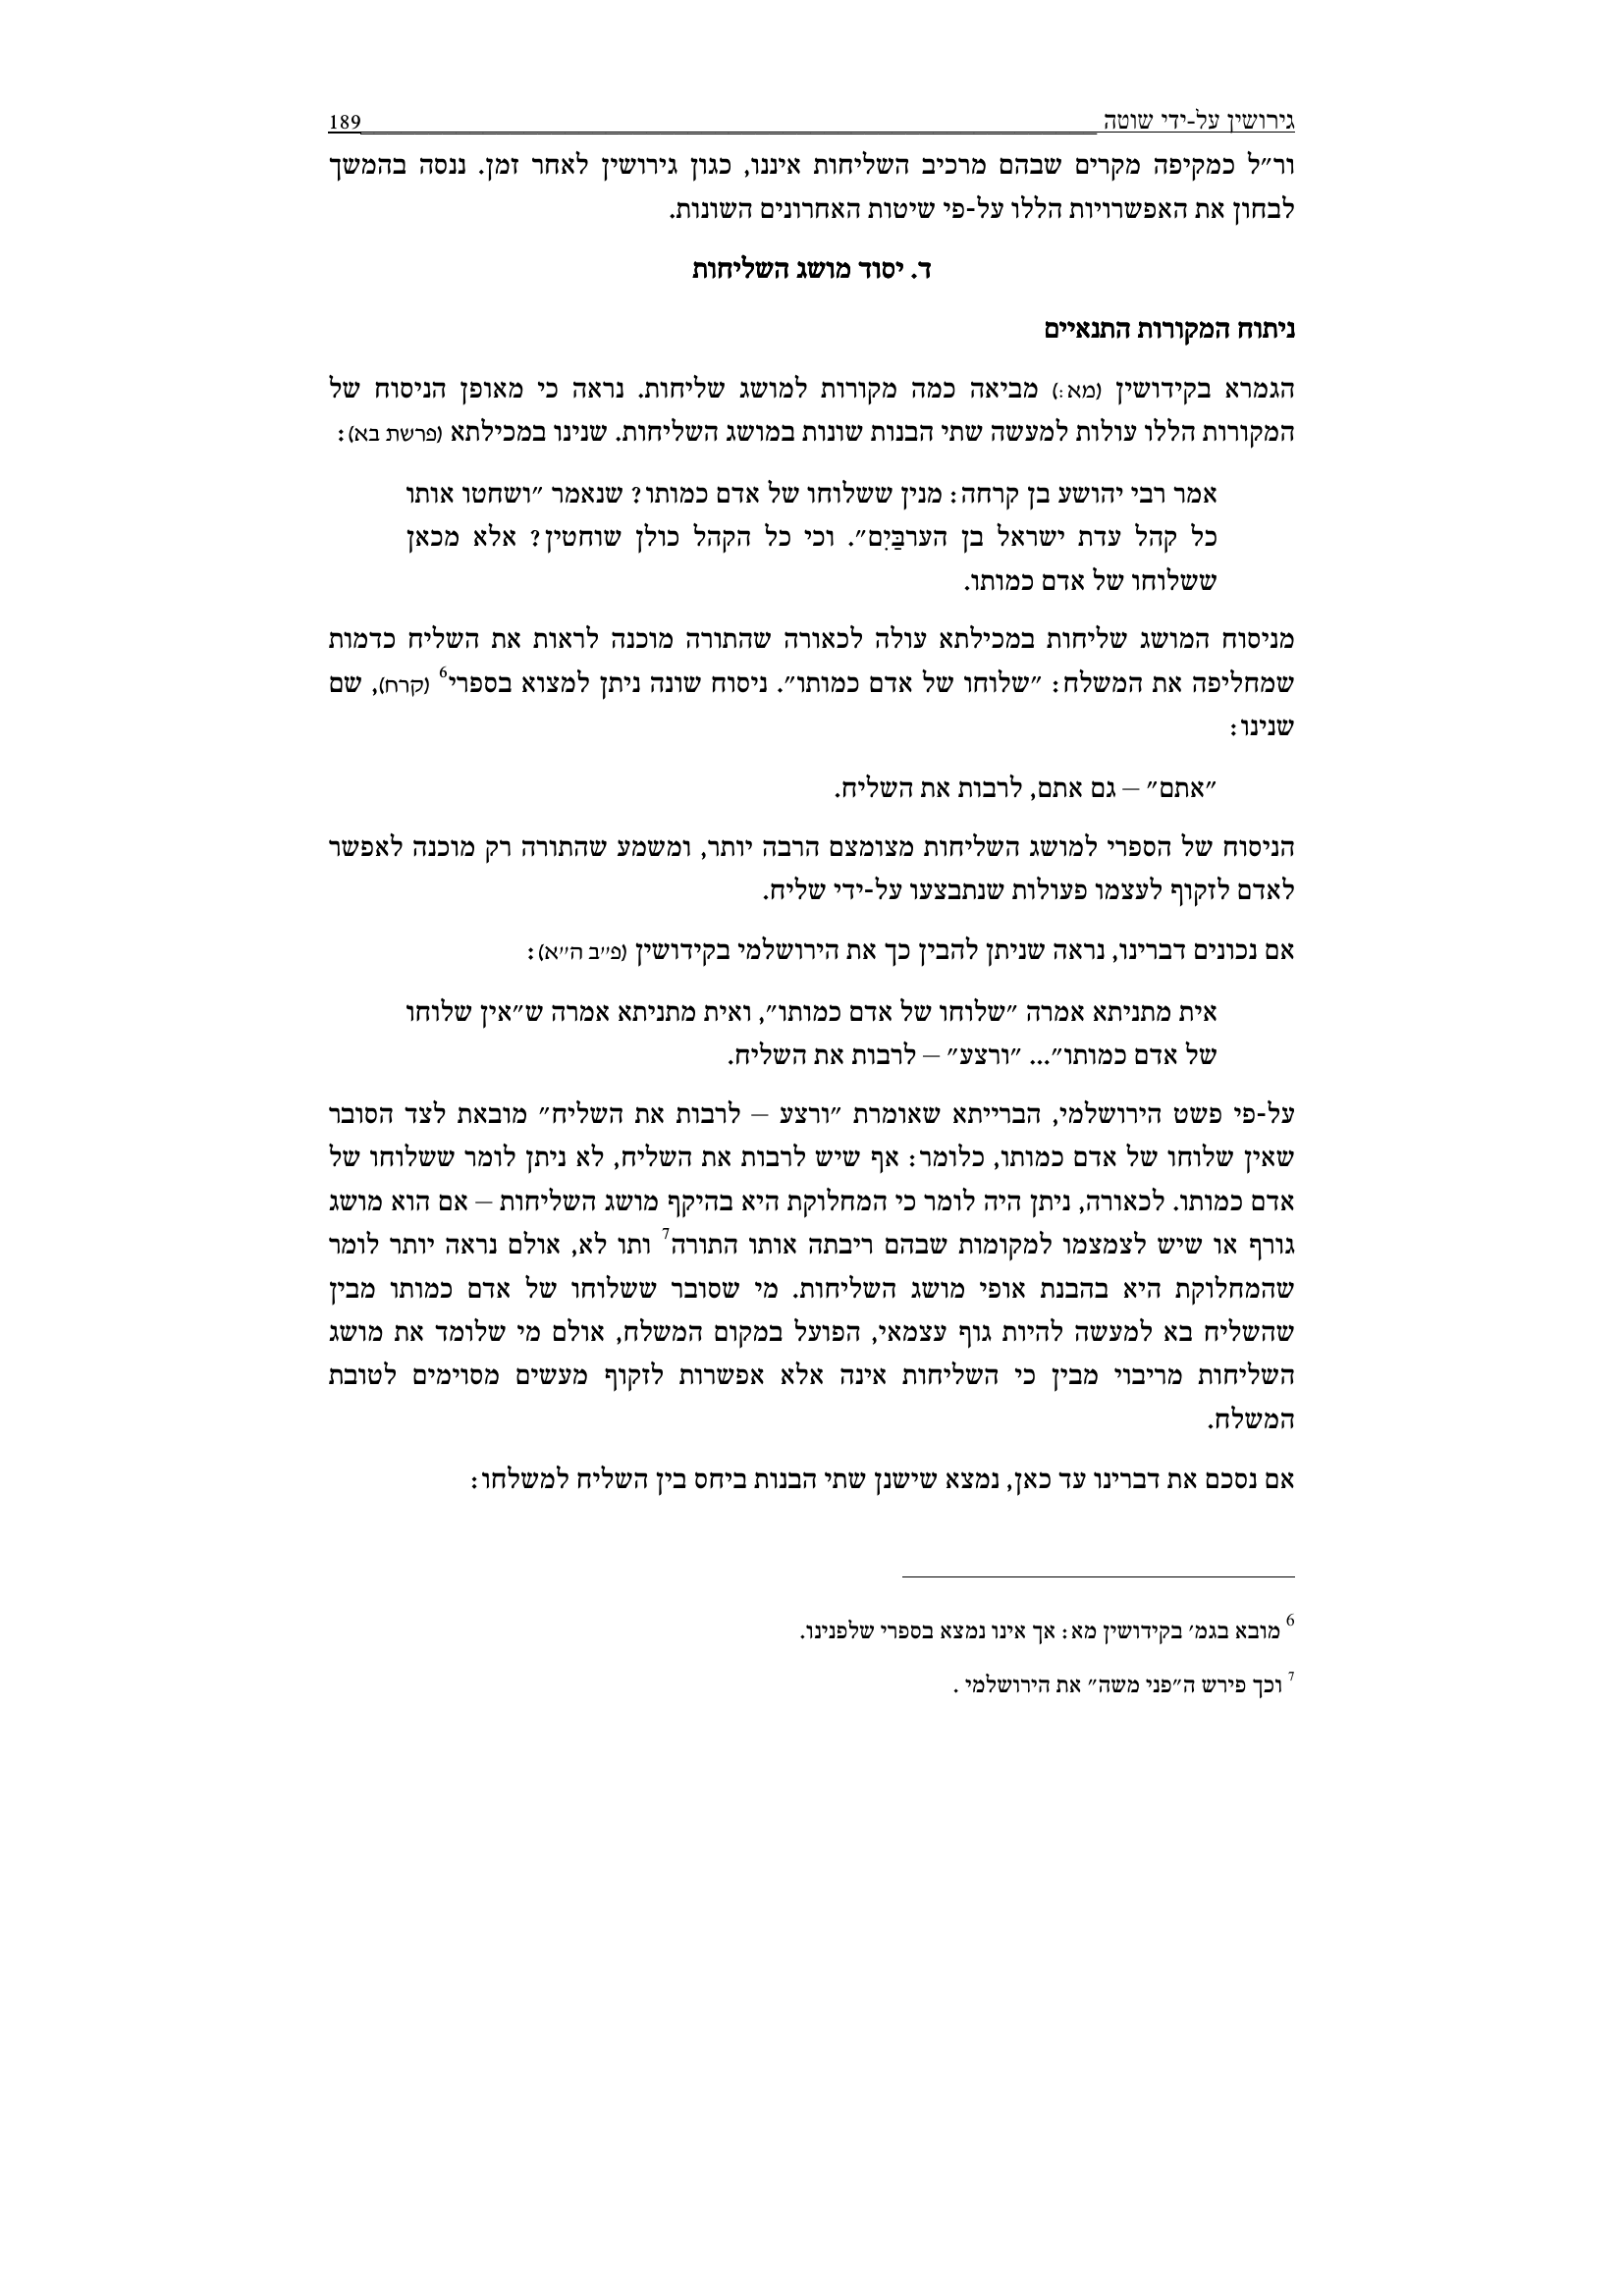 גירושין על-ידי שוטה 189
ור״ל כמקיפה מקרים שבהם מרכיב השליחות איננו, כגון גירושין לאחר זמן. ננסה בהמשך
לבחון את האפשרויות הללו על-פי שיטות האחרונים השונות.
ד. יסוד מושג השליחות
ניתוח המקורות התנאיים
הגמרא בקידושין (מא:) מביאה כמה מקורות למושג שליחות. נראה כי מאופן הניסוח של
המקורות הללו עולות למעשה שתי הבנות שונות במושג השליחות. שנינו במכילתא (פרשת בא):
אמר רבי יהושע בן קרחה: מנין ששלוחו של אדם כמותו? שנאמר ״ושחטו אותו
כל קהל עדת ישראל בן הערבַּיִם״. וכי כל הקהל כולן שוחטין? אלא מכאן
ששלוחו של אדם כמותו.
מניסוח המושג שליחות במכילתא עולה לכאורה שהתורה מוכנה לראות את השליח כדמות
שמחליפה את המשלח: ״שלוחו של אדם כמותו״. ניסוח שונה ניתן למצוא בספרי6 (קרח), שם
שנינו:
״אתם״ – גם אתם, לרבות את השליח.
הניסוח של הספרי למושג השליחות מצומצם הרבה יותר, ומשמע שהתורה רק מוכנה לאפשר
לאדם לזקוף לעצמו פעולות שנתבצעו על-ידי שליח.
אם נכונים דברינו, נראה שניתן להבין כך את הירושלמי בקידושין (פ״ב ה״א):
אית מתניתא אמרה ״שלוחו של אדם כמותו״, ואית מתניתא אמרה ש״אין שלוחו
של אדם כמותו״... ״ורצע״ – לרבות את השליח.
על-פי פשט הירושלמי, הברייתא שאומרת ״ורצע – לרבות את השליח״ מובאת לצד הסובר
שאין שלוחו של אדם כמותו, כלומר: אף שיש לרבות את השליח, לא ניתן לומר ששלוחו של
אדם כמותו. לכאורה, ניתן היה לומר כי המחלוקת היא בהיקף מושג השליחות – אם הוא מושג
גורף או שיש לצמצמו למקומות שבהם ריבתה אותו התורה7 ותו לא, אולם נראה יותר לומר
שהמחלוקת היא בהבנת אופי מושג השליחות. מי שסובר ששלוחו של אדם כמותו מבין
שהשליח בא למעשה להיות גוף עצמאי, הפועל במקום המשלח, אולם מי שלומד את מושג
השליחות מריבוי מבין כי השליחות אינה אלא אפשרות לזקוף מעשים מסוימים לטובת
המשלח.
אם נסכם את דברינו עד כאן, נמצא שישנן שתי הבנות ביחס בין השליח למשלחו:
6 מובא בגמ׳ בקידושין מא: אך אינו נמצא בספרי שלפנינו.
7 וכך פירש ה״פני משה״ את הירושלמי .